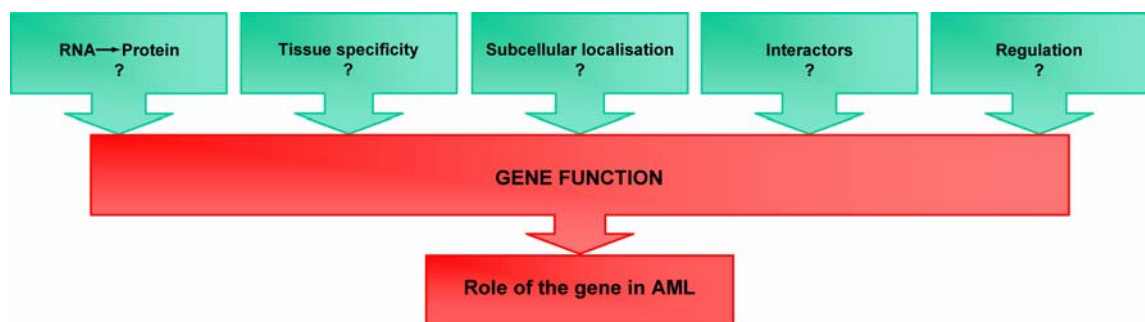 RNA→Protein
?
Tissue specificity
?
Subcellular localisation
?
Interactors
?
Regulation
?
GENE FUNCTION
Role of the gene in AML